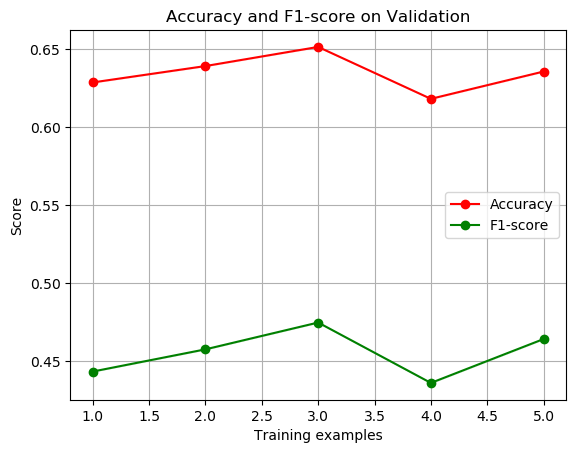 Accuracy and F1-score on Validation
Score
0.65
0.60
0.55
0.50
0.45
Accuracy
F1-score
1.0 1.5 2.0 2.5 3.0 3.5 4.0 4.5 5.0
Training examples